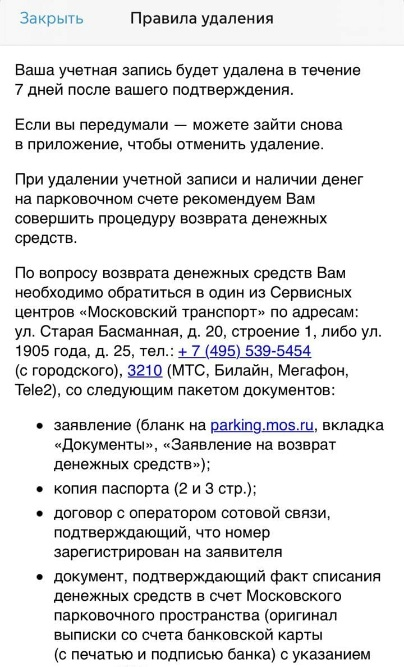 Закрыть Правила удаления
Ваша учетная запись будет удалена в течение
7 дней после вашего подтверждения.
Если вы передумали — можете зайти снова
в приложение, чтобы отменить удаление.
При удалении учетной записи и наличии денег
на парковочном счете рекомендуем Вам
совершить процедуру возврата денежных
средств.
По вопросу возврата денежных средств Вам
необходимо обратиться в один из Сервисных
центров «Московский транспорт» по адресам:
ул. Старая Басманная, д. 20, строение 1, либо ул.
1905 года, д. 25, тел.: + 7 (495) 539-5454
(с городского), 3210 (МТС, Билайн, Мегафон,
Tele2), со следующим пакетом документов:
• заявление (бланк на parking.mos.ru, вкладка
«Документы», «Заявление на возврат
денежных средств»);
• копия паспорта (2 и 3 стр.);
• договор с оператором сотовой связи,
подтверждающий, что номер
зарегистрирован на заявителя
• документ, подтверждающий факт списания
денежных средств в счет Московского
парковочного пространства (оригинал
выписки со счета банковской карты
(с печатью и подписью банка) с указанием